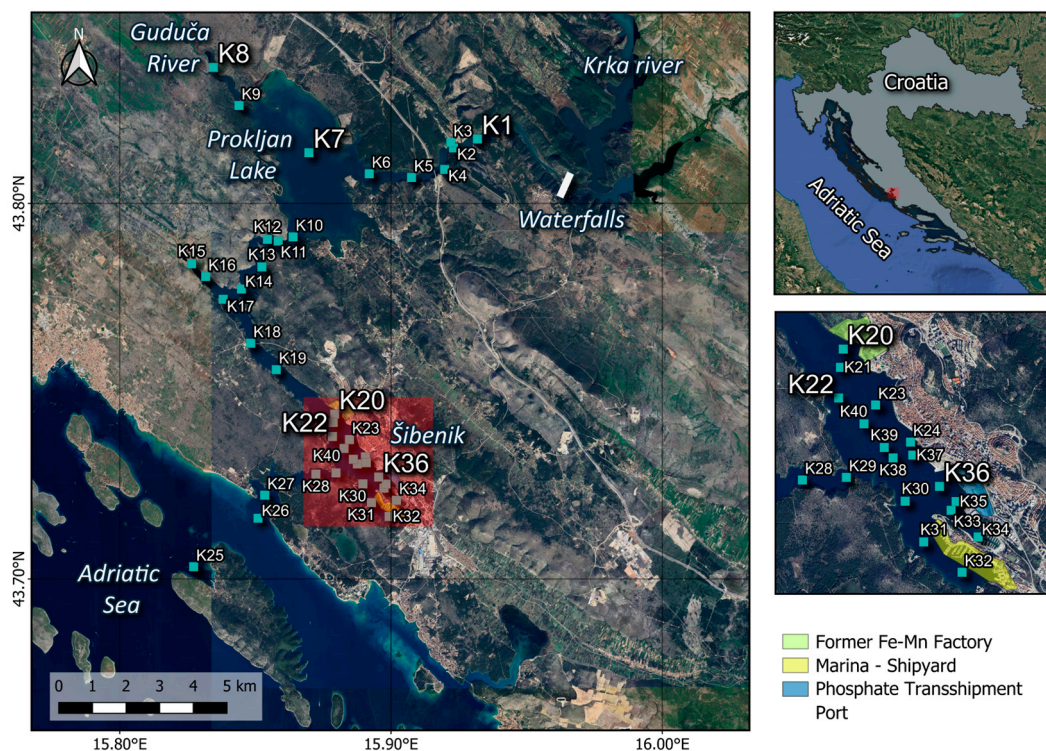 Guduča
River
N
K8
K9
Krka river
K1
K3
K2
K7
Prokljan
Lake
K6
K5
K4
Waterfalls
43.80°N
K12
K10
K11
K15
K13
K16
K14
K17
K18
K19
K20
K22
K23
Šibenik
K40
K36
K28
K27
K30
K34
K31
K32
K26
K25
Adriatic
Sea
43.70°N
0 1 2 3 4 5 km
15.80°E
15.90°E
16.00°E
Croatia
Adriatic Sea
K20
K21
K22
K23
K40
K39
K24
K37
K38
K28
K29
K36
K30
K35
K33
K31
K34
K32
Former Fe-Mn Factory
Marina - Shipyard
Phosphate Transshipment
Port